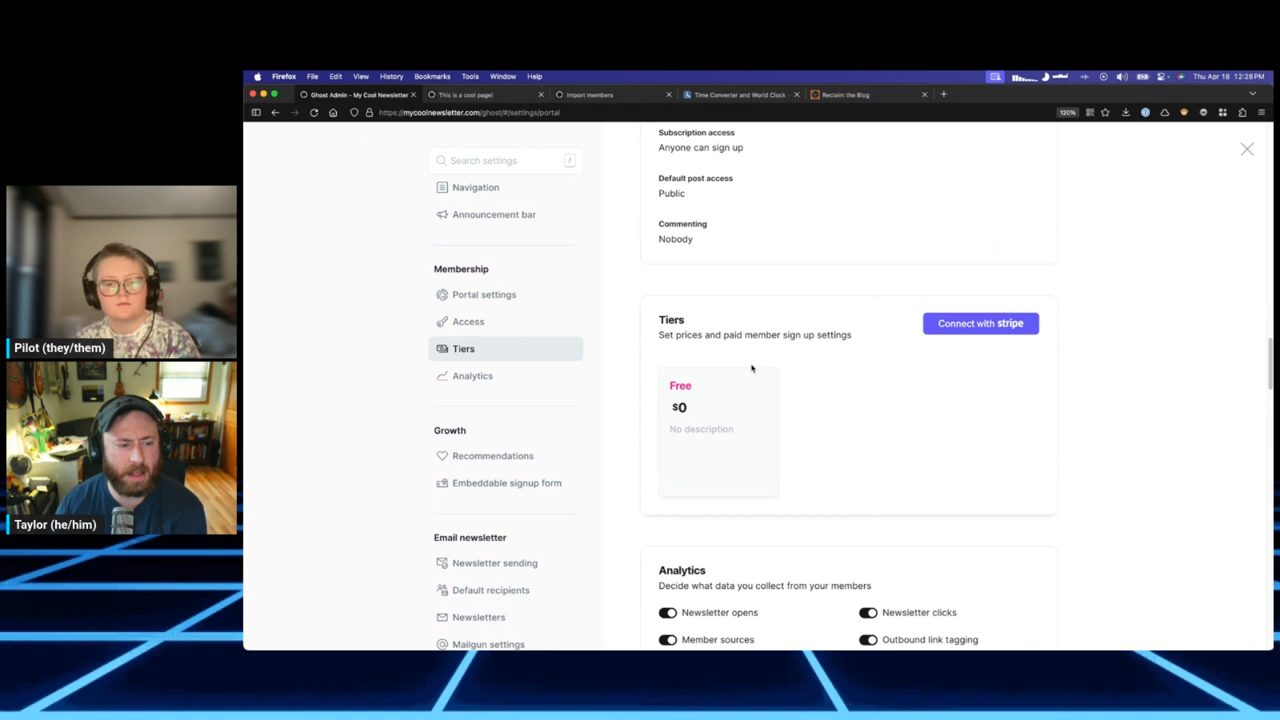 Firefox File Edit View History Bookmarks Tools Window Help Thu Apr 18 12:28 PM
Ghost Admin - My Cool Newsletter This is a cool page! Import members Time Converter and World Clock - Reclaim the Blog
https://mycoolnewsletter.com/ghost/#/settings/portal 120%
Search settings /
Navigation
Announcement bar
Membership
Portal settings
Access
Tiers
Analytics
Growth
Recommendations
Embeddable signup form
Email newsletter
Newsletter sending
Default recipients
Newsletters
Mailgun settings
Subscription access
Anyone can sign up
Default post access
Public
Commenting
Nobody
Tiers
Set prices and paid member sign up settings
Connect with stripe
Free
$0
No description
Analytics
Decide what data you collect from your members
Newsletter opens Newsletter clicks
Member sources Outbound link tagging
Pilot (they/them)
Taylor (he/him)